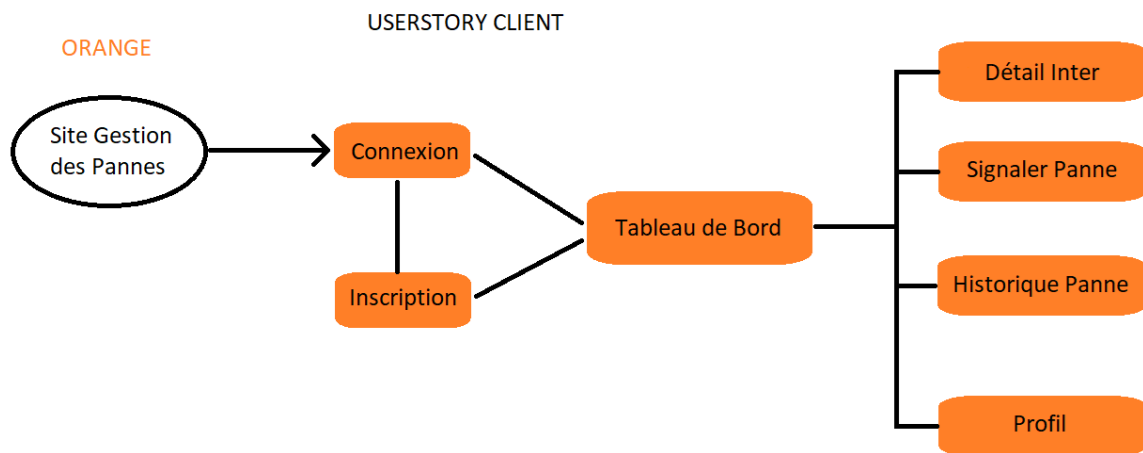 USERSTORY CLIENT
ORANGE
Site Gestion
des Pannes
Connexion
Inscription
Tableau de Bord
Détail Inter
Signaler Panne
Historique Panne
Profil